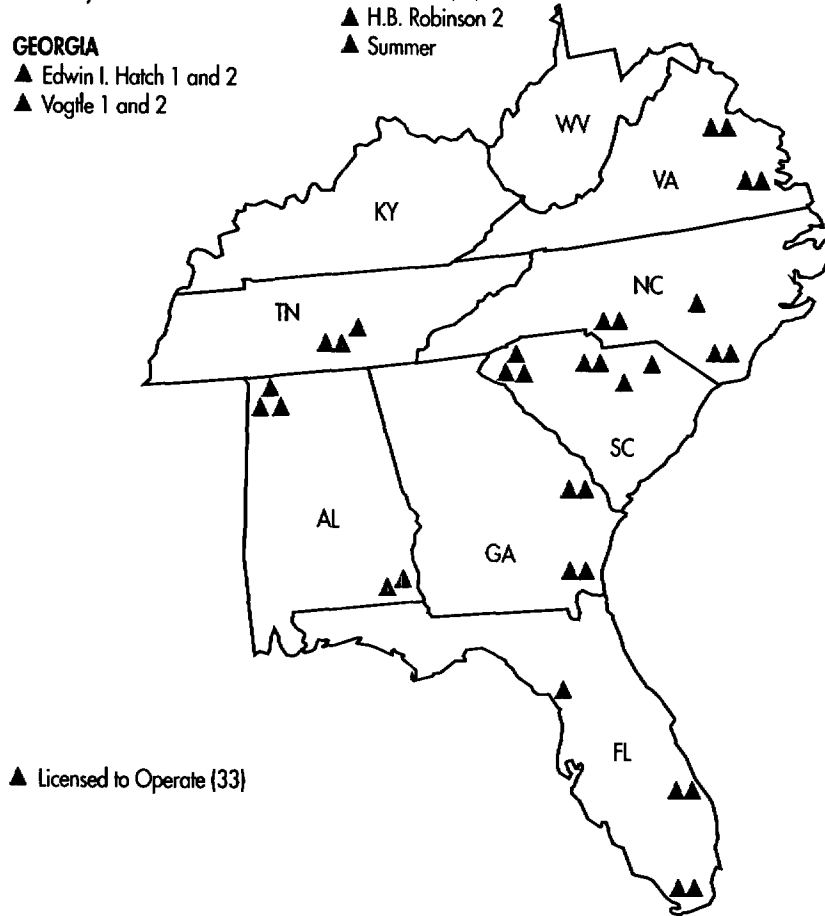 ▲ H.B. Robinson 2
▲ Summer
GEORGIA
▲ Edwin I. Hatch 1 and 2
▲ Vogtle 1 and 2
WV
VA
KY
NC
TN
SC
AL
GA
FL
▲ Licensed to Operate (33)